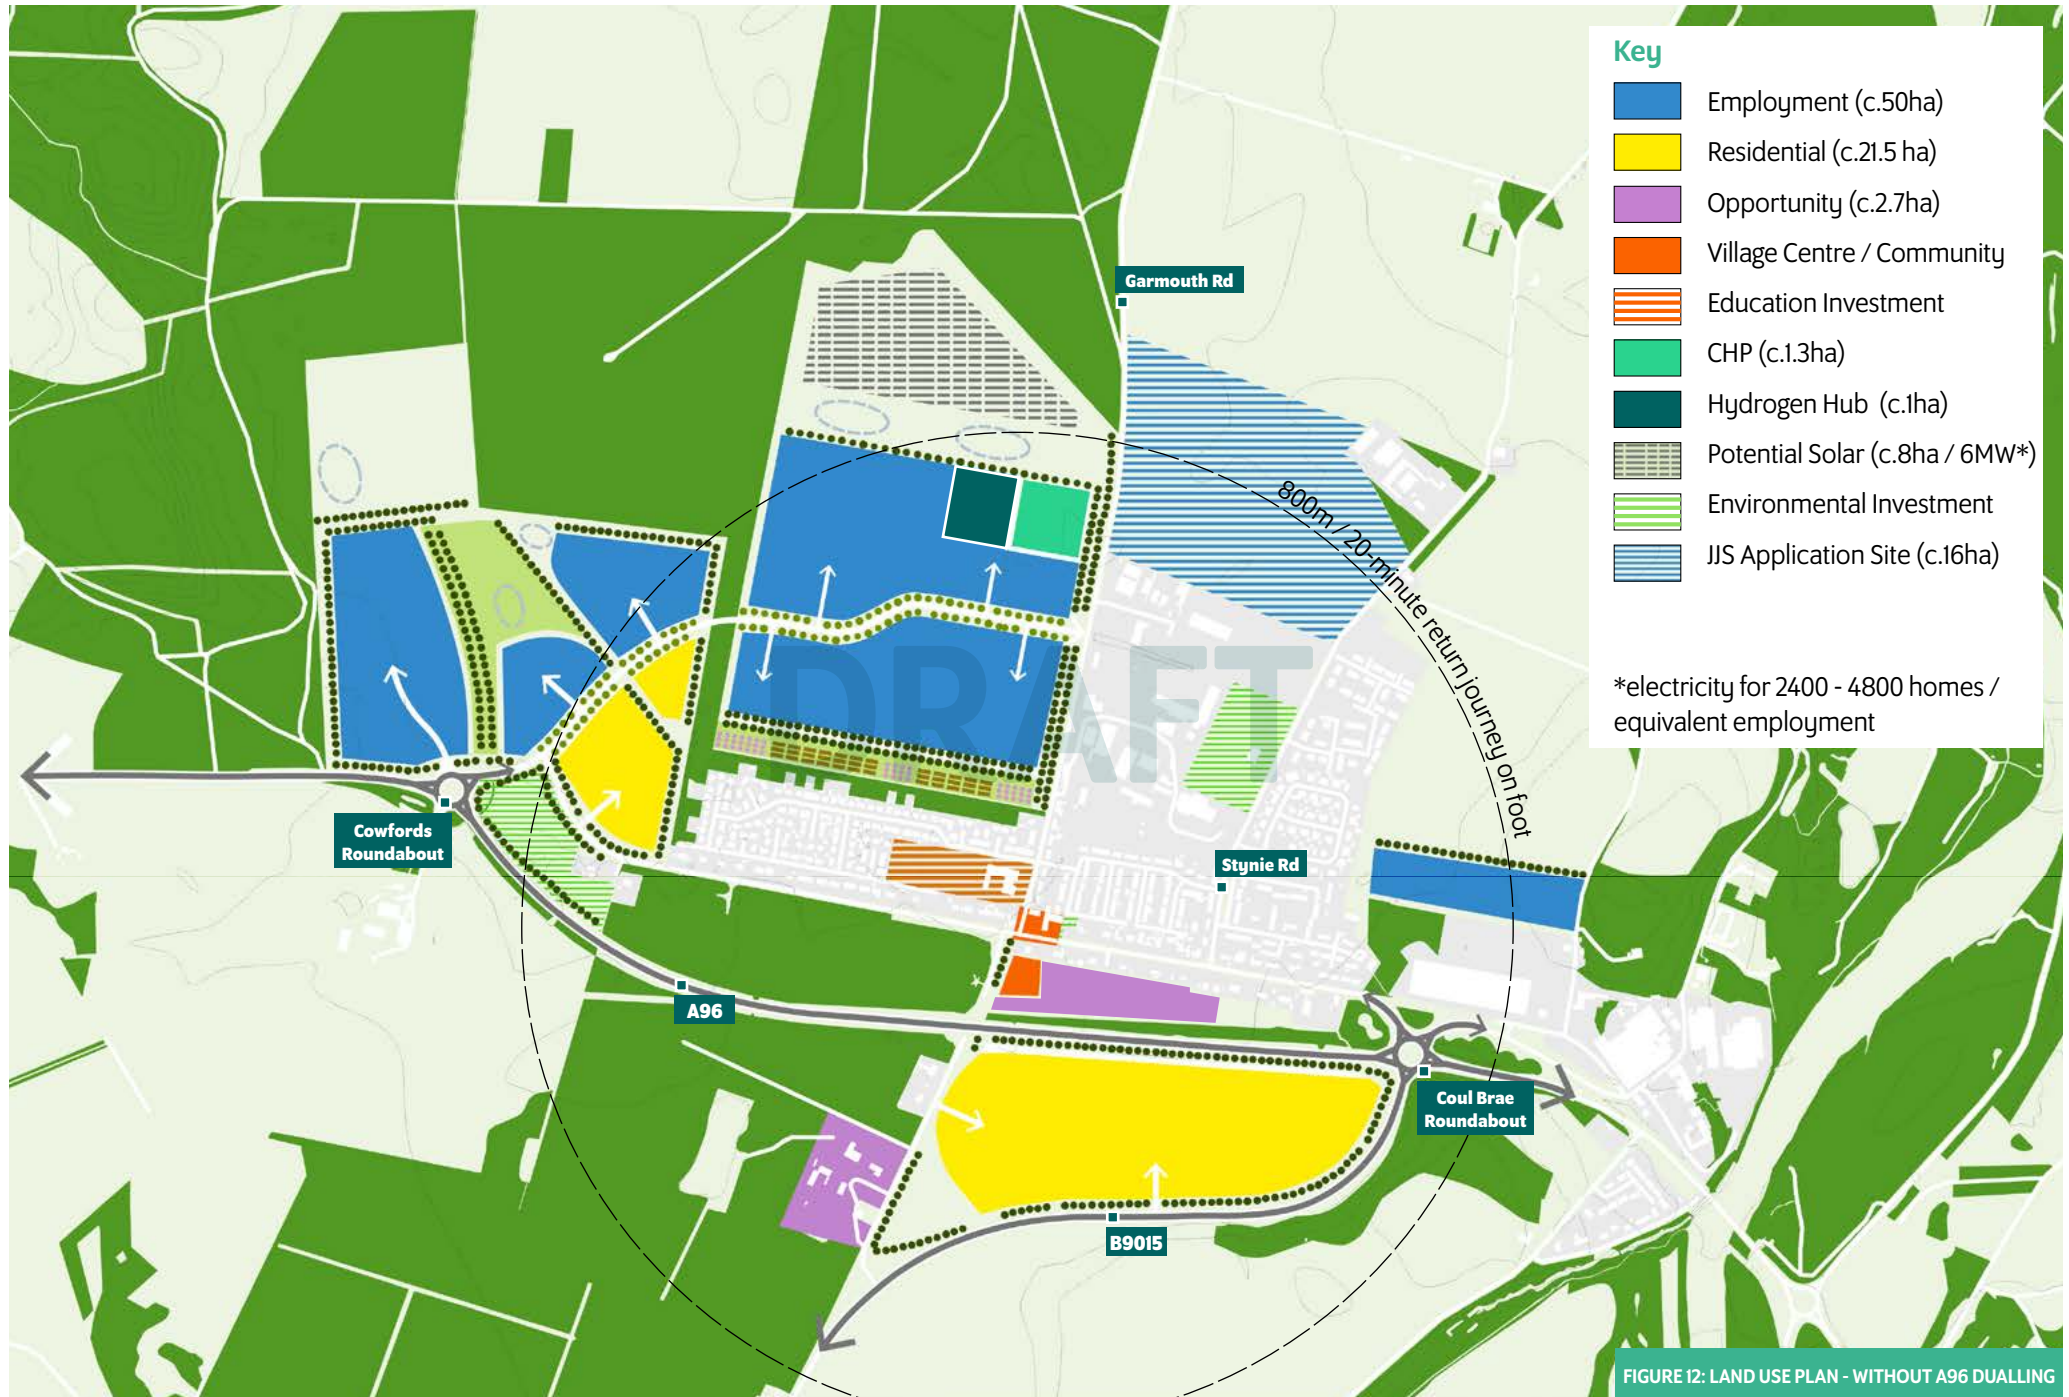 Key
Employment (c.50ha)
Residential (c.21.5 ha)
Opportunity (c.2.7ha)
Village Centre / Community
Education Investment
CHP (c.1.3ha)
Hydrogen Hub (c.1ha)
Potential Solar (c.8ha / 6MW*)
Environmental Investment
JJS Application Site (c.16ha)
*electricity for 2400 - 4800 homes /
equivalent employment
Garmouth Rd
800m / 20-minute return journey on foot
DRAFT
Cowfords
Roundabout
Stynie Rd
A96
Coul Brae
Roundabout
B9015
FIGURE 12: LAND USE PLAN - WITHOUT A96 DUALLING